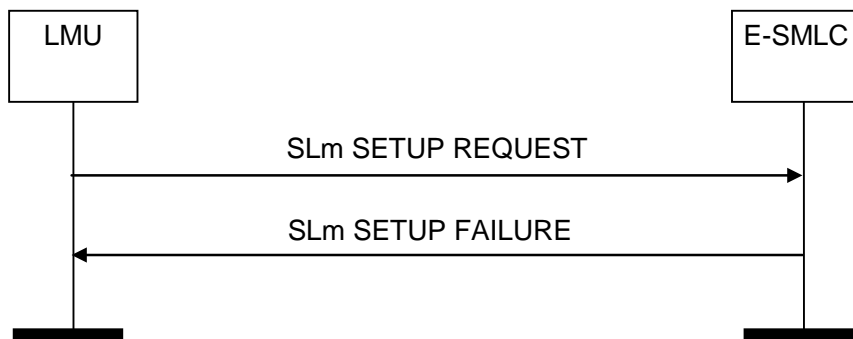 LMU
E-SMLC
SLm SETUP REQUEST
SLm SETUP FAILURE